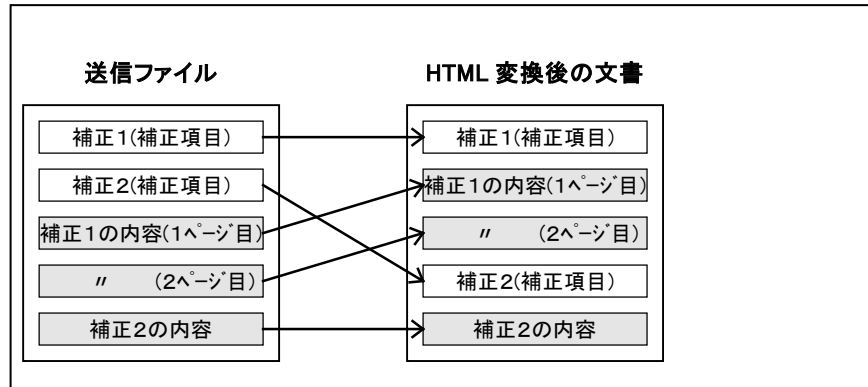 送信ファイル
補正1(補正項目)
補正2(補正項目)
補正1の内容(1ﾍﾟｰｼﾞ目)
〃 (2ﾍﾟｰｼﾞ目)
補正2の内容
HTML 変換後の文書
補正1(補正項目)
補正1の内容(1ﾍﾟｰｼﾞ目)
〃 (2ﾍﾟｰｼﾞ目)
補正2(補正項目)
補正2の内容